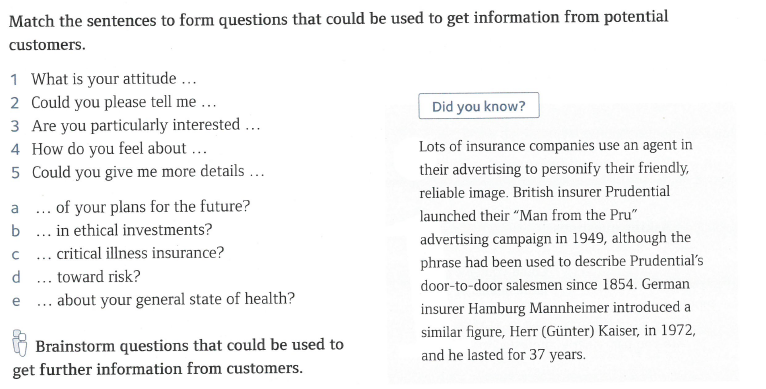 Match the sentences to form questions that could be used to get information from potential
customers.
1 What is your attitude ...
2 Could you please tell me ...
3 Are you particularly interested ...
4 How do you feel about ...
5 Could you give me more details ...
a ... of your plans for the future?
b ... in ethical investments?
c ... critical illness insurance?
d ... toward risk?
e ... about your general state of health?
Brainstorm questions that could be used to
get further information from customers.
Did you know?
Lots of insurance companies use an agent in
their advertising to personify their friendly,
reliable image. British insurer Prudential
launched their “Man from the Pru”
advertising campaign in 1949, although the
phrase had been used to describe Prudential’s
door-to-door salesmen since 1854. German
insurer Hamburg Mannheimer introduced a
similar figure, Herr (Günter) Kaiser, in 1972,
and he lasted for 37 years.